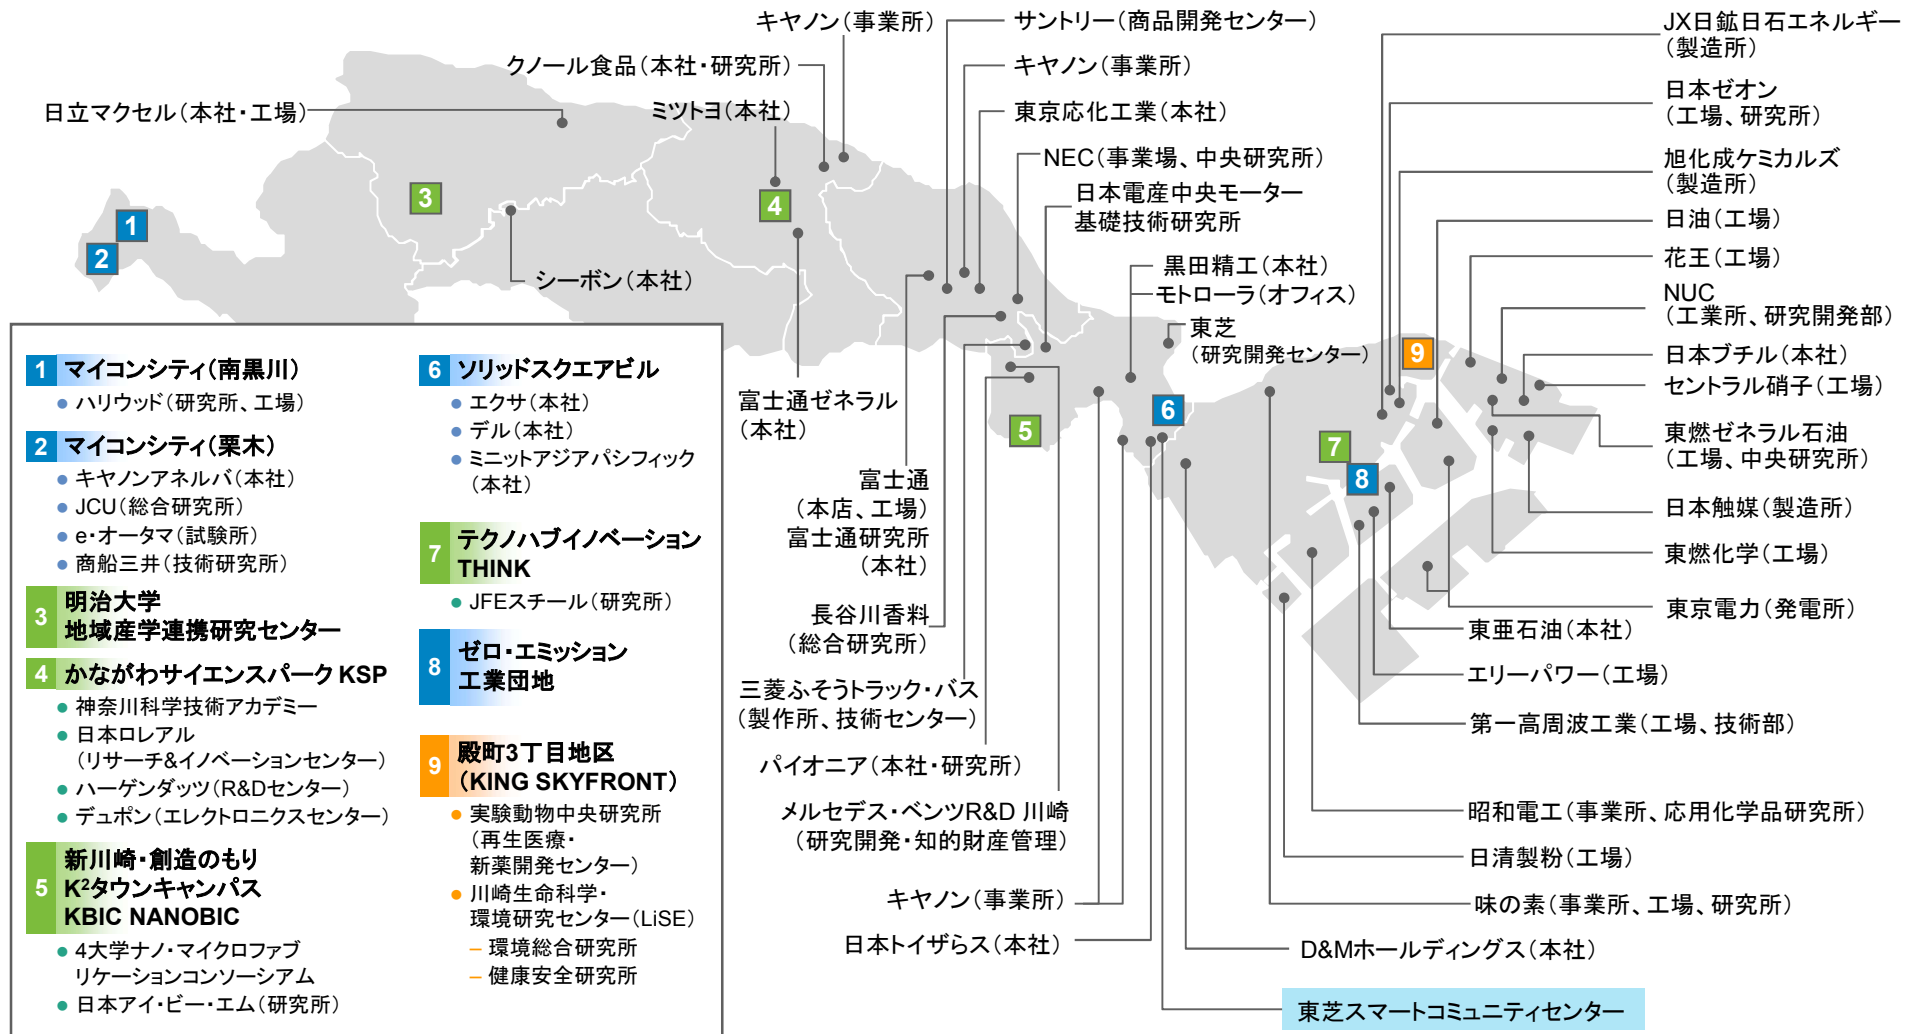 キヤノン（事業所）
サントリー（商品開発センター）
JX日鉱日石エネルギー
（製造所）
クノール食品（本社・研究所）
キヤノン（事業所）
日立マクセル（本社・工場）
ミツトヨ（本社）
東京応化工業（本社）
日本ゼオン
（工場、研究所）
NEC（事業場、中央研究所）
旭化成ケミカルズ
（製造所）
日本電産中央モーター
基礎技術研究所
日油（工場）
シーボン（本社）
黒田精工（本社）
モトローラ（オフィス）
花王（工場）
東芝
（研究開発センター）
NUC
（工業所、研究開発部）
日本ブチル（本社）
セントラル硝子（工場）
富士通ゼネラル
（本社）
東燃ゼネラル石油
（工場、中央研究所）
富士通
（本店、工場）
富士通研究所
（本社）
日本触媒（製造所）
東燃化学（工場）
長谷川香料
（総合研究所）
東京電力（発電所）
東亜石油（本社）
エリーパワー（工場）
三菱ふそうトラック・バス
（製作所、技術センター）
第一高周波工業（工場、技術部）
パイオニア（本社・研究所）
メルセデス・ベンツR&D 川崎
（研究開発・知的財産管理）
昭和電工（事業所、応用化学品研究所）
日清製粉（工場）
キヤノン（事業所）
味の素（事業所、工場、研究所）
日本トイザらス（本社）
D&Mホールディングス（本社）
東芝スマートコミュニティセンター
1
2
3
4
5
6
7
8
9
1 マイコンシティ（南黒川）
● ハリウッド（研究所、工場）
2 マイコンシティ（栗木）
● キヤノンアネルバ（本社）
● JCU（総合研究所）
● e・オータマ（試験所）
● 商船三井（技術研究所）
3 明治大学
地域産学連携研究センター
4 かながわサイエンスパーク KSP
● 神奈川科学技術アカデミー
● 日本ロレアル
（リサーチ&イノベーションセンター）
● ハーゲンダッツ（R&Dセンター）
● デュポン（エレクトロニクスセンター）
5 新川崎・創造のもり
K²タウンキャンパス
KBIC NANOBIC
● 4大学ナノ・マイクロファブ
リケーションコンソーシアム
● 日本アイ・ビー・エム（研究所）
6 ソリッドスクエアビル
● エクサ（本社）
● デル（本社）
● ミニットアジアパシフィック
（本社）
7 テクノハブイノベーション
THINK
● JFEスチール（研究所）
8 ゼロ・エミッション
工業団地
9 殿町3丁目地区
（KING SKYFRONT）
● 実験動物中央研究所
（再生医療・
新薬開発センター）
● 川崎生命科学・
環境研究センター（LiSE）
– 環境総合研究所
– 健康安全研究所